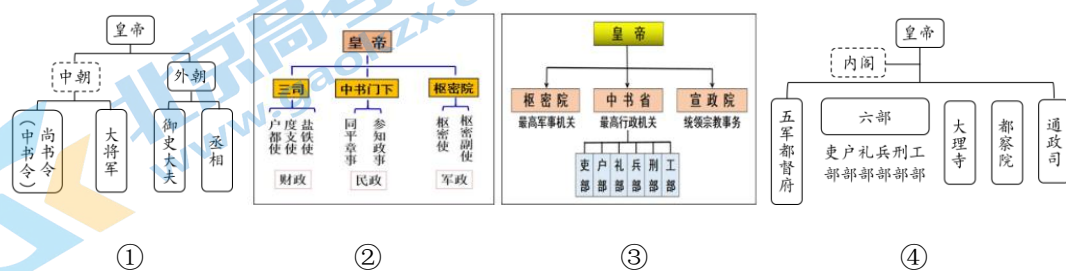 皇帝
中朝
外朝
尚书令(中书令)
大将军
御史大夫
丞相
①
皇 帝
三司
中书门下
枢密院
户部使
度支使
盐铁使
同平章事
参知政事
枢密使
枢密副使
财政
民政
军政
②
皇 帝
枢密院
中书省
宣政院
最高军事机关
最高行政机关
统领宗教事务
吏部
户部
礼部
兵部
刑部
工部
③
皇帝
内阁
五军都督府
六部
吏户礼兵刑工
部部部部部部
大理寺
都察院
通政司
④